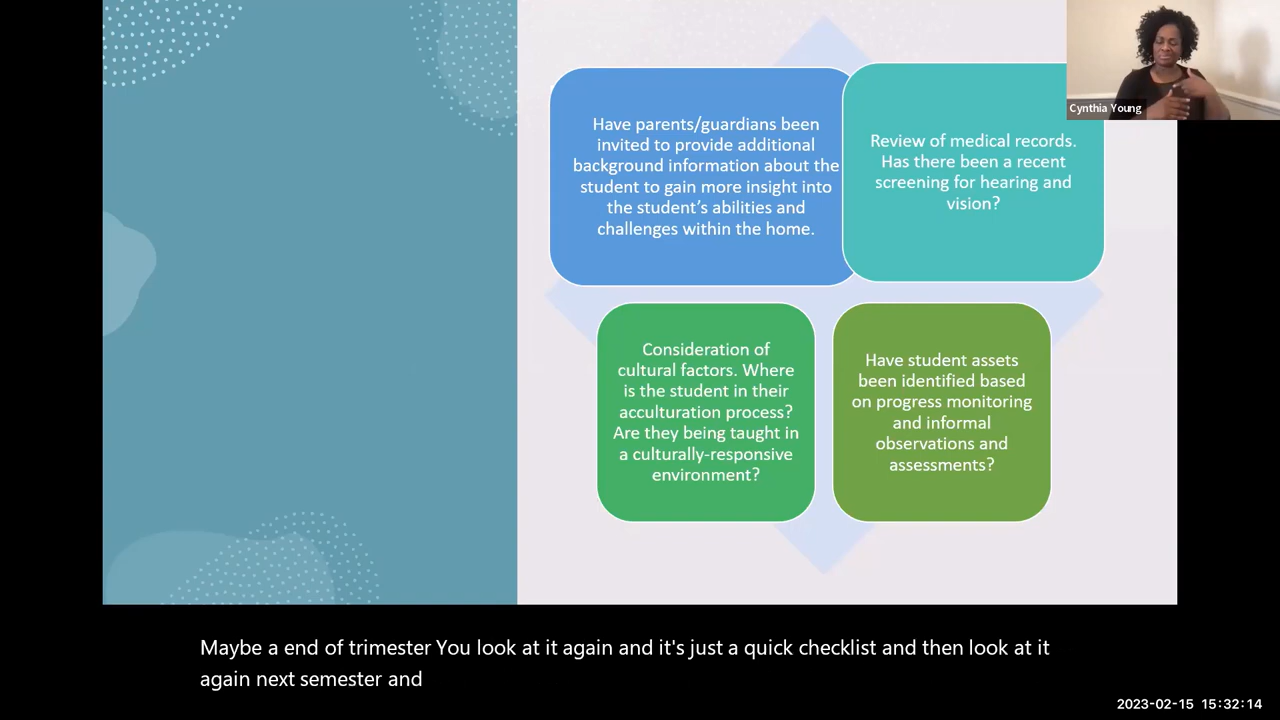 Have parents/guardians been
invited to provide additional
background information about the
student to gain more insight into
the student's abilities and
challenges within the home.
Review of medical records.
Has there been a recent
screening for hearing and
vision?
Cynthia Young
Consideration of
cultural factors. Where
is the student in their
acculturation process?
Are they being taught in
a culturally-responsive
environment?
Have student assets
been identified based
on progress monitoring
and informal
observations and
assessments?
Maybe a end of trimester You look at it again and it's just a quick checklist and then look at it
again next semester and
2023-02-15 15:32:14